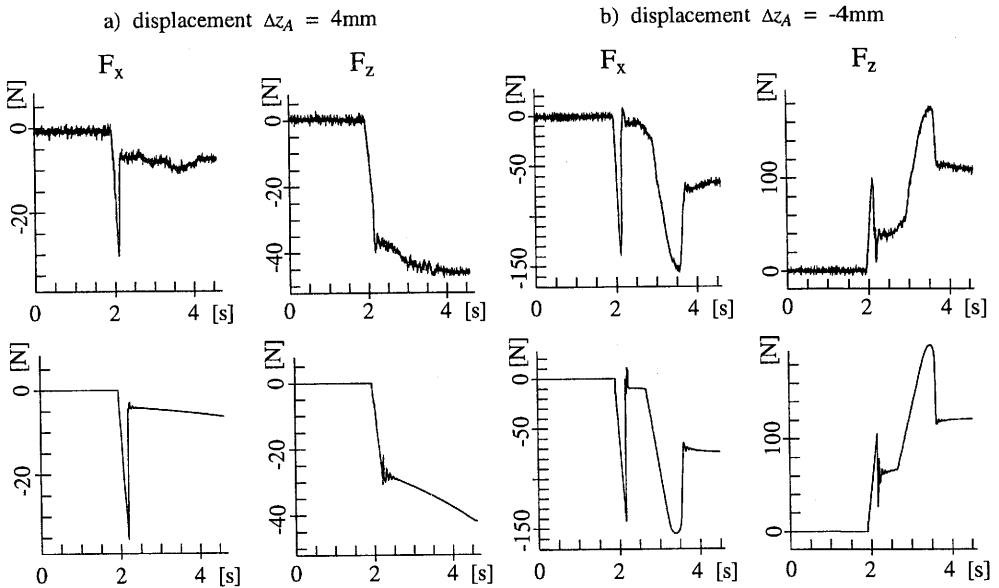 a) displacement Δz_A = 4mm
b) displacement Δz_A = -4mm
F_x
F_z
F_x
F_z
[N]
0
-20
0 2 4 [s]
[N]
0
-20
-40
0 2 4 [s]
[N]
0
-50
-150
0 2 4 [s]
[N]
100
0
0 2 4 [s]
[N]
0
-20
0 2 4 [s]
[N]
0
-20
-40
0 2 4 [s]
[N]
0
-50
-150
0 2 4 [s]
[N]
100
0
0 2 4 [s]